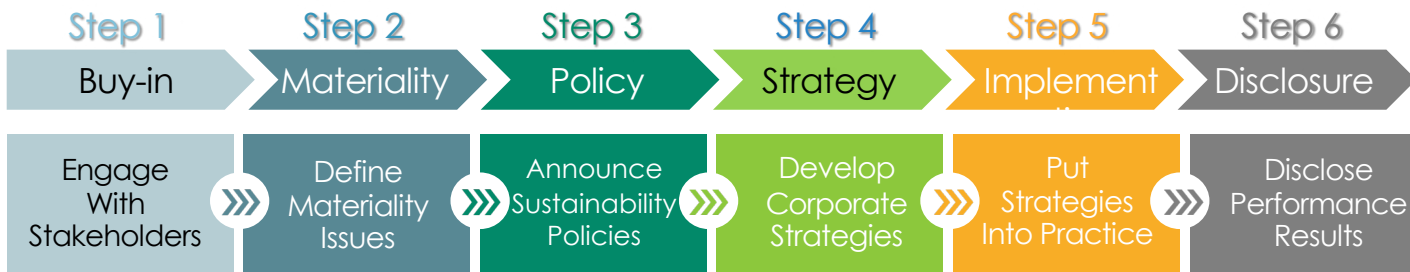 Step 1
Step 2
Step 3
Step 4
Step 5
Step 6
Buy-in
Materiality
Policy
Strategy
Implement
Disclosure
Engage
With
Stakeholders
Define
Materiality
Issues
Announce
Sustainability
Policies
Develop
Corporate
Strategies
Put
Strategies
Into Practice
Disclose
Performance
Results